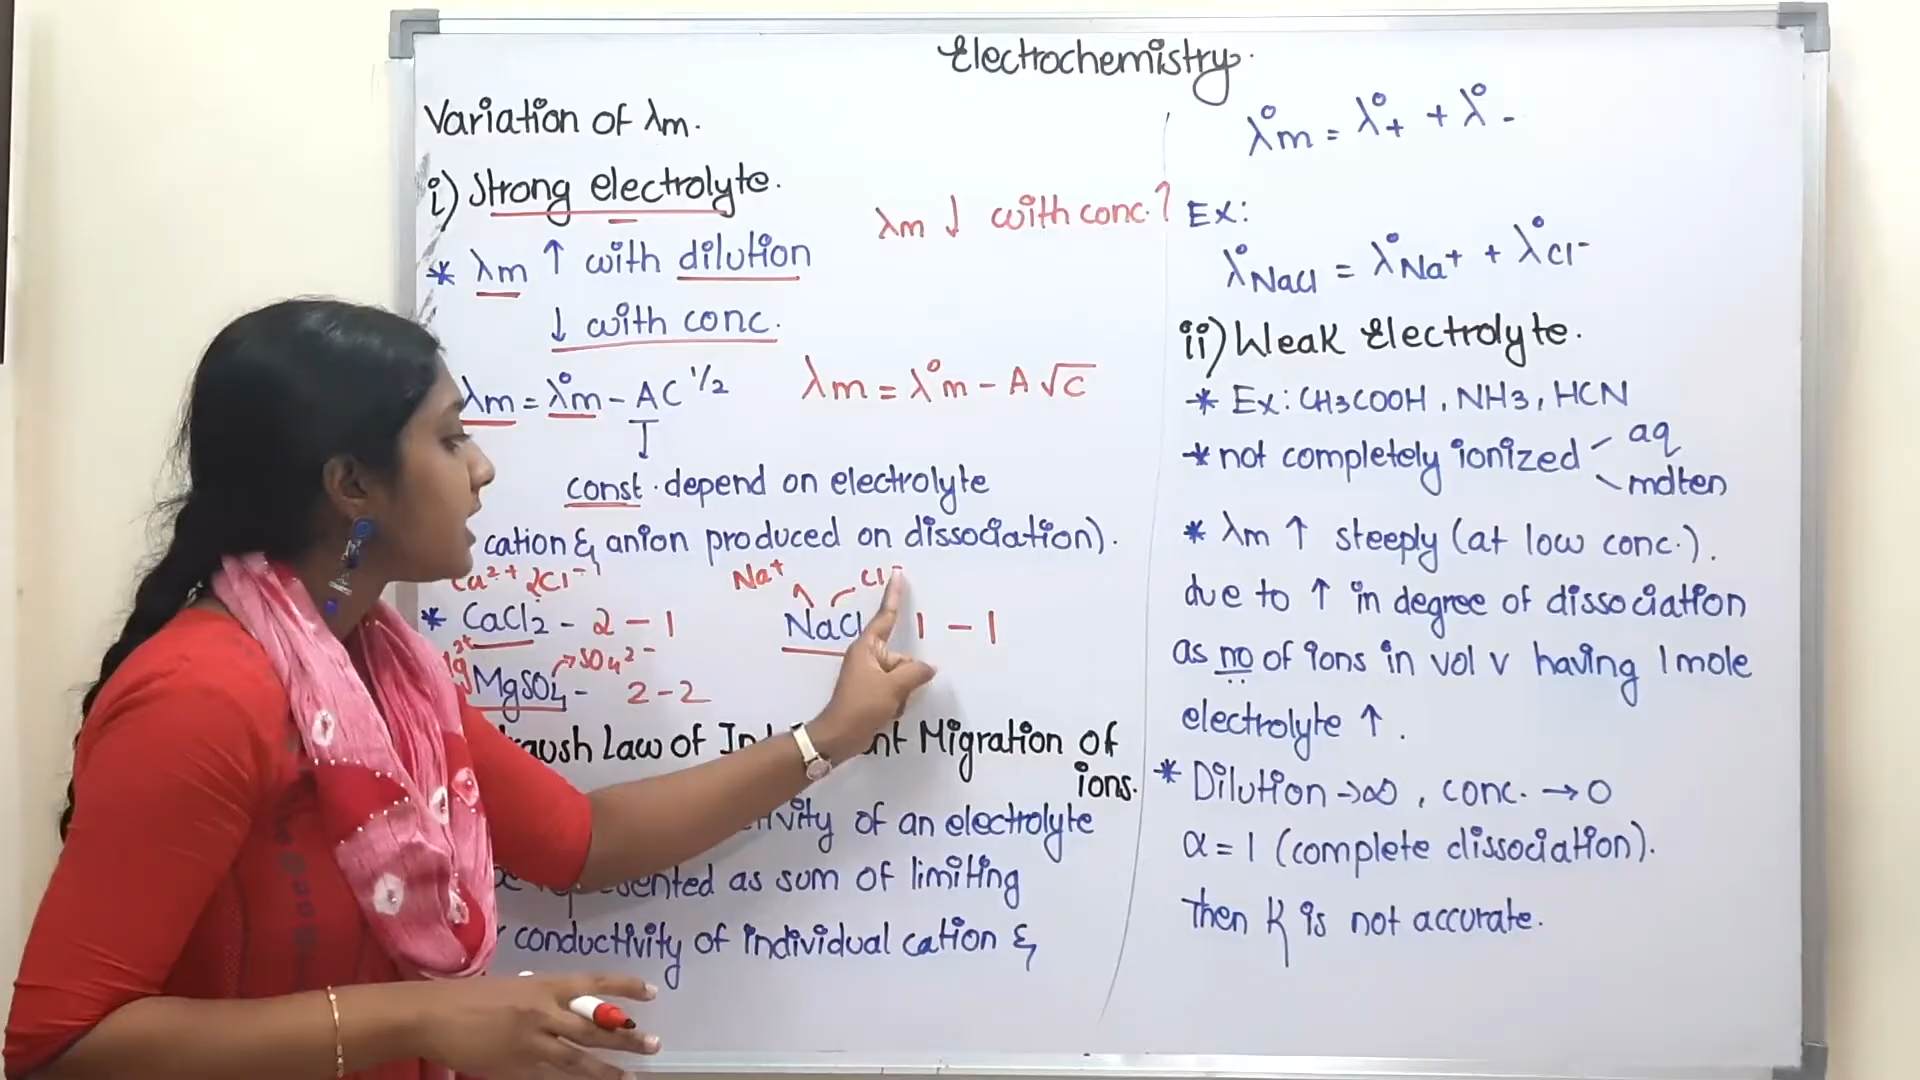 Electrochemistry.
Variation of λm.
i) Strong electrolyte.
* λm ↑ with dilution
↓ with conc.
λm ↓ with conc. ?
λm = λ°m - AC 1/2
λm = λ°m - A √C
const. depend on electrolyte
cation & anion produced on dissociation).
Ca²⁺ 2Cl⁻
Na⁺ Cl⁻
* CaCl2 - 2 - 1
NaCl 1 - 1
SO4²⁻
MgSO4 - 2 - 2
Law of Migration of
ions.
of an electrolyte
as sum of limiting
conductivity of individual cation &
λ°m = λ°+ + λ°-
Ex:
λ°NaCl = λ°Na⁺ + λ°Cl⁻
ii) Weak Electrolyte.
* Ex: CH3COOH, NH3, HCN
* not completely ionized
aq
molten
* λm ↑ steeply (at low conc.).
due to ↑ in degree of dissociation
as no of ions in vol v having 1 mole
electrolyte ↑.
* Dilution → ∞, conc. → 0
α = 1 (complete dissociation).
then K is not accurate.